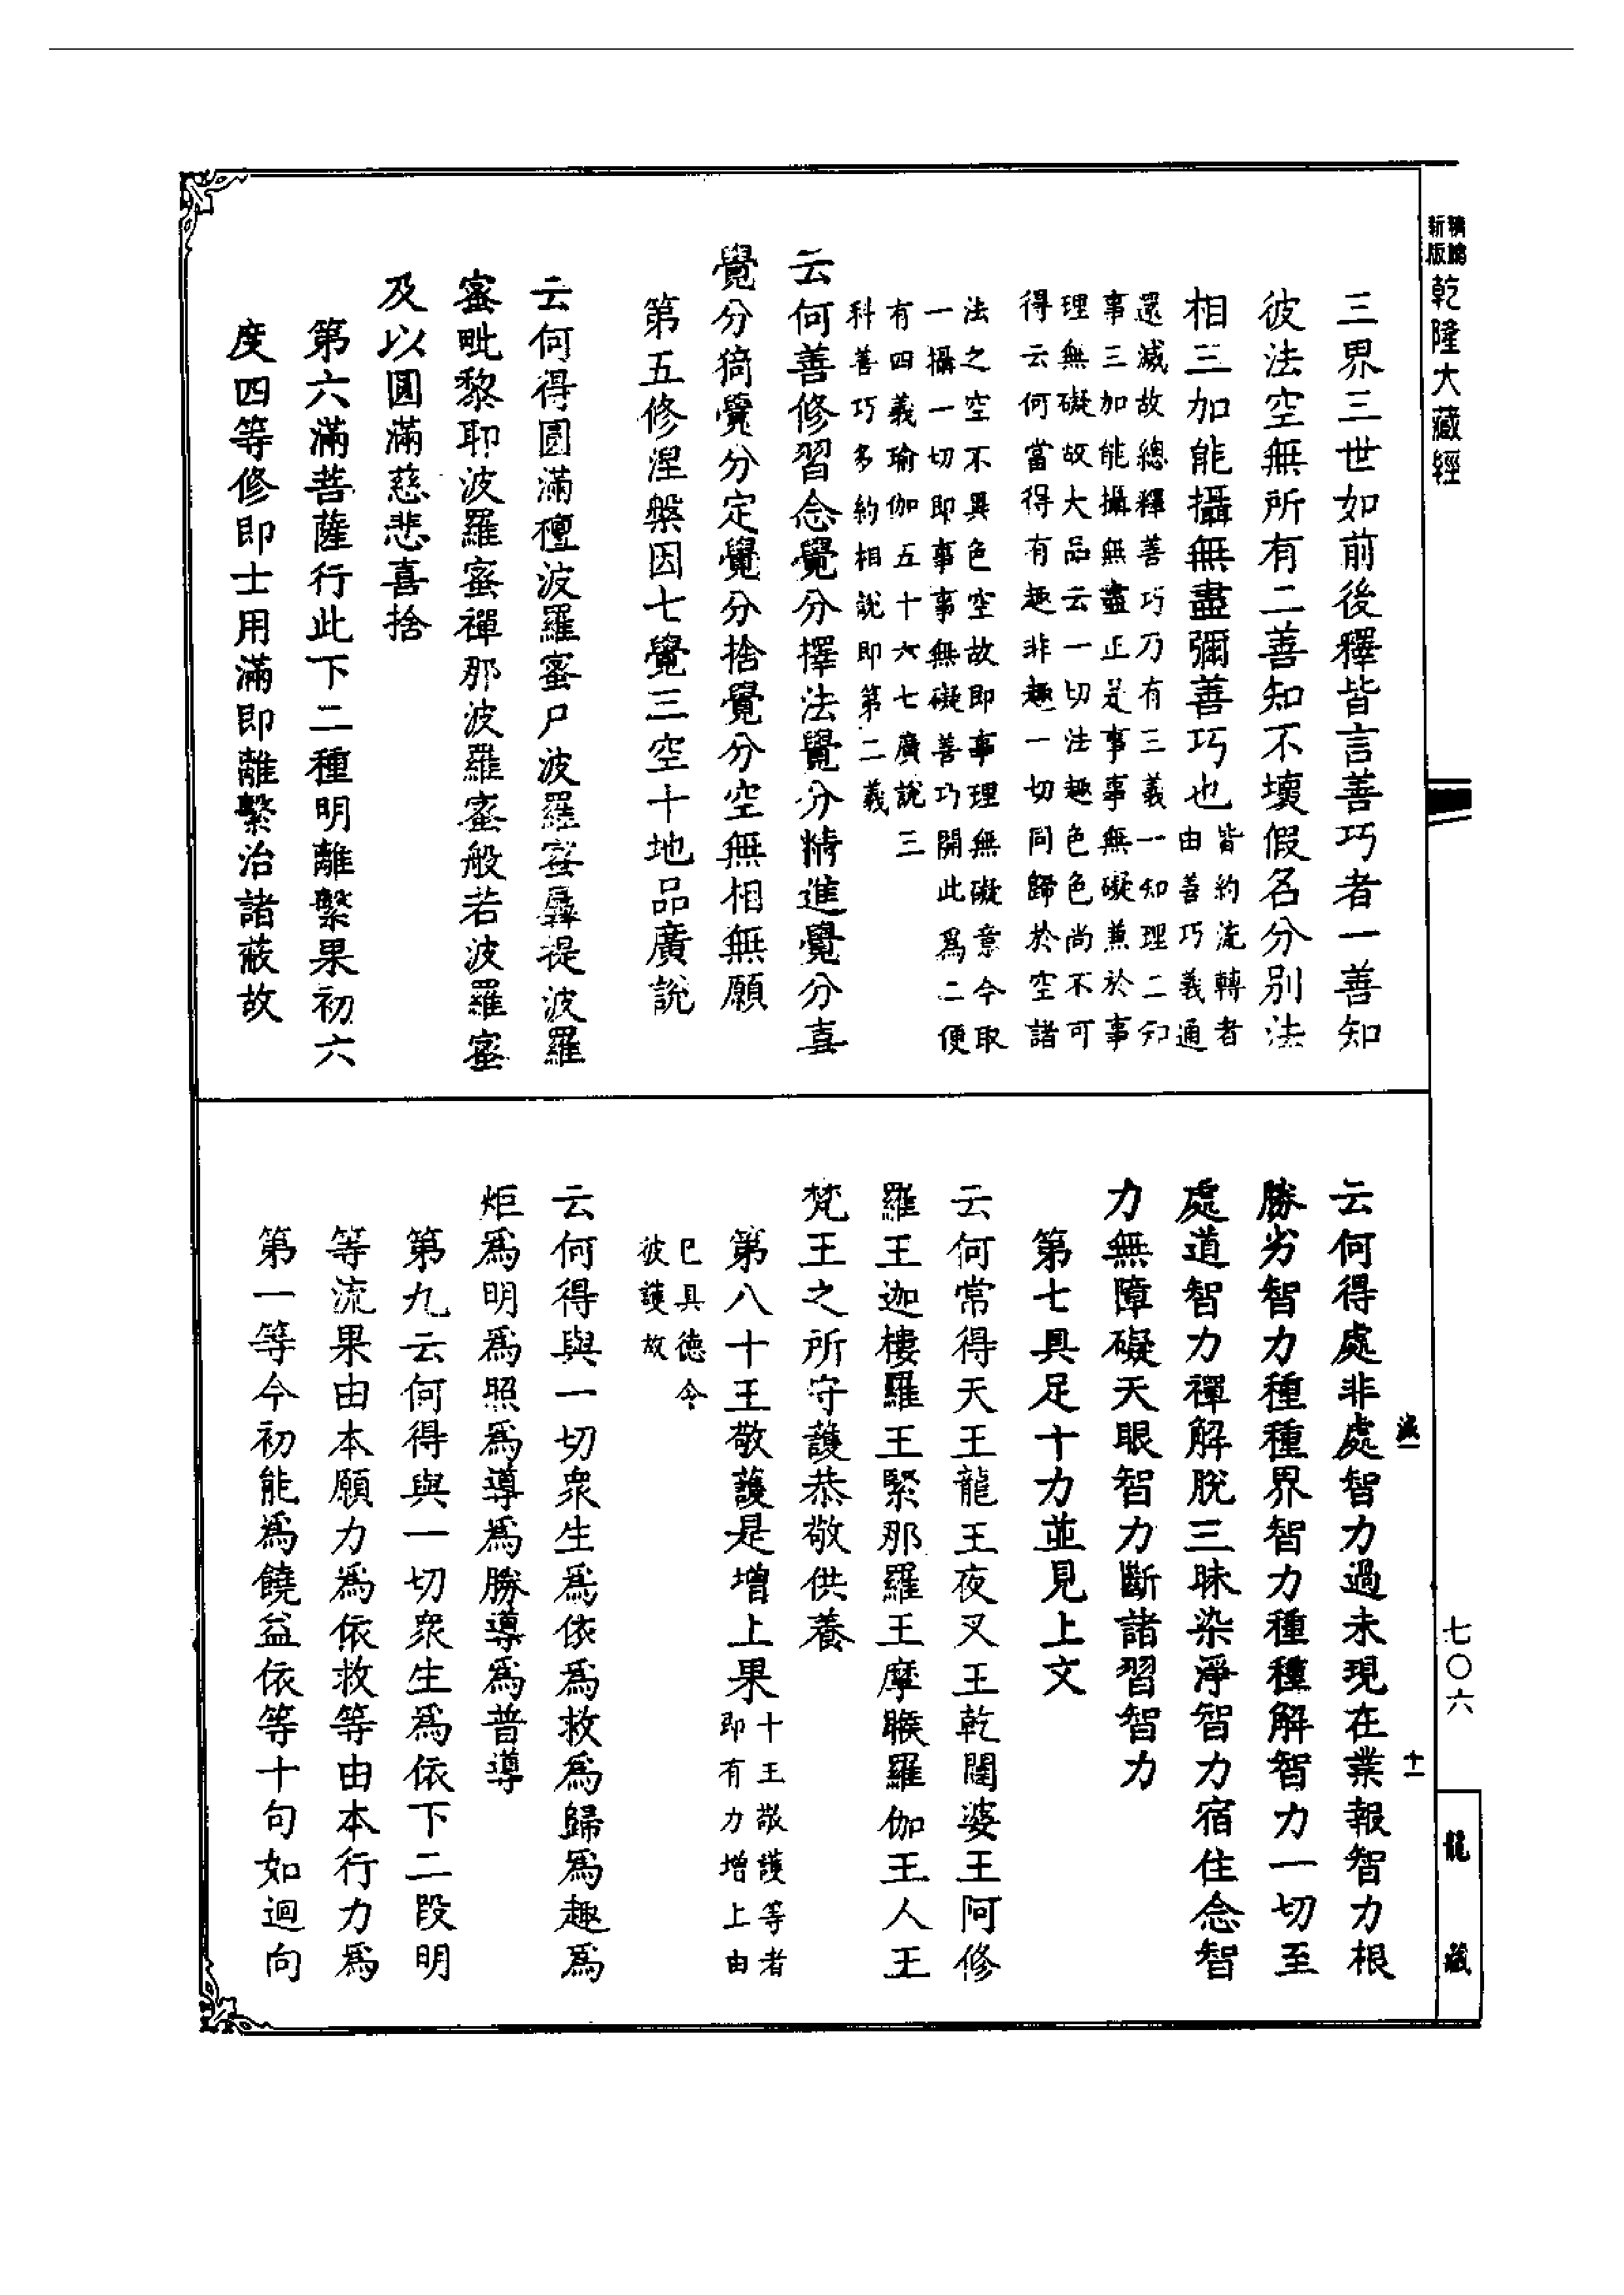 新版
乾隆大藏經
三界三世如前後釋皆言善巧者一善知
彼法空無所有二善知不壞假名分別法
相三加能攝無盡彌善巧也皆約流轉者
由善巧義通
還滅故總釋善巧乃有三義一知理二知
事三加能攝無盡正是事事無礙兼於事
理無礙故大品云一切法趣色色尚不可
得云何當得有趣非趣一切同歸於空諸
法之空不異色空故即事理無礙意今取
一攝一切即事事無礙善巧開此爲二便
有四義瑜伽五十六七廣說三
科善巧多約相說即第二義
云何善修習念覺分擇法覺分精進覺分喜
覺分猗覺分定覺分捨覺分空無相無願
第五修涅槃因七覺三空十地品廣說
云何得圓滿檀波羅蜜尸波羅蜜羼提波羅
蜜毗黎耶波羅蜜禪那波羅蜜般若波羅蜜
及以圓滿慈悲喜捨
第六滿菩薩行此下二種明離繫果初六
度四等修即士用滿即離繫治諸蔽故
云何得處非處智力過未現在業報智力根
勝劣智力種種界智力種種解智力一切至
處道智力禪解脫三昧染淨智力宿住念智
力無障礙天眼智力斷諸習智力
第七具足十力並見上文
云何常得天王龍王夜叉王乾闥婆王阿修
羅王迦樓羅王緊那羅王摩睺羅伽王人王
梵王之所守護恭敬供養
第八十王敬護是增上果十王敬護等者
即有力增上由
已具德令
彼護故
云何得與一切衆生爲依爲救爲歸爲趣爲
炬爲明爲照爲導爲勝導爲普導
第九云何得與一切衆生爲依下二段明
等流果由本願力爲依救等由本行力爲
第一等今初能爲饒益依等十句如迴向
七〇六
十一
龍藏